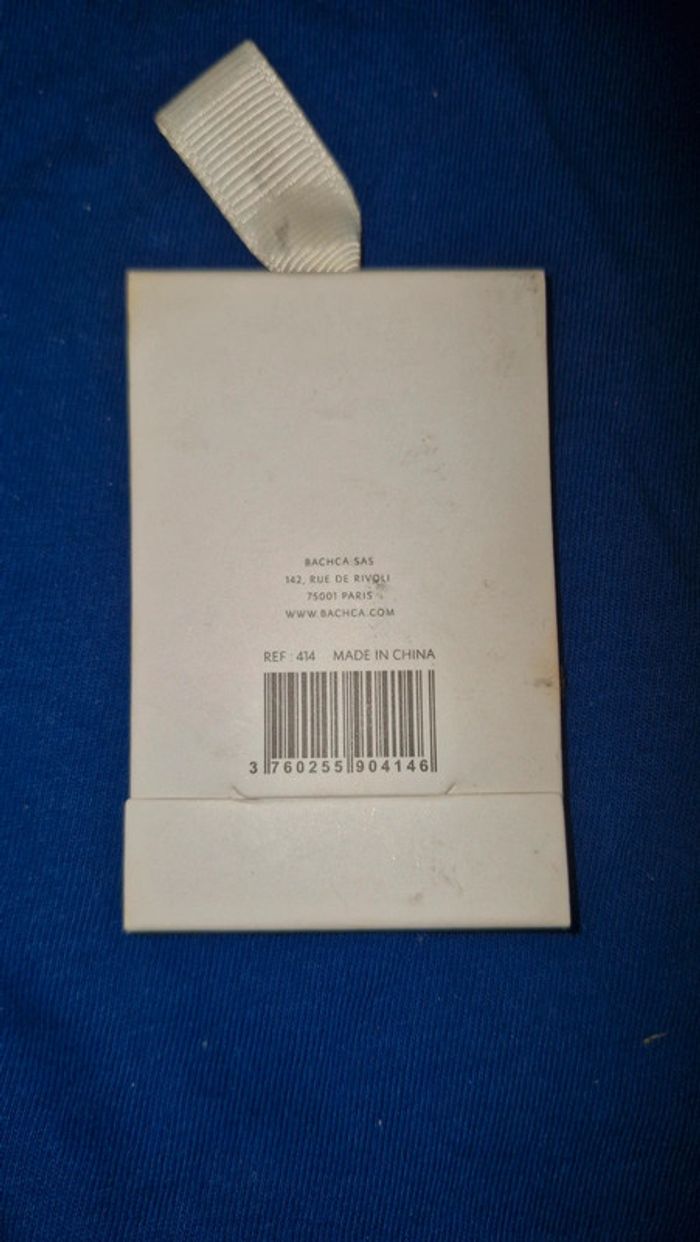 BACHCA SAS
142, RUE DE RIVOLI
75001 PARIS
WWW.BACHCA.COM
REF : 414 MADE IN CHINA
3 760255 904146